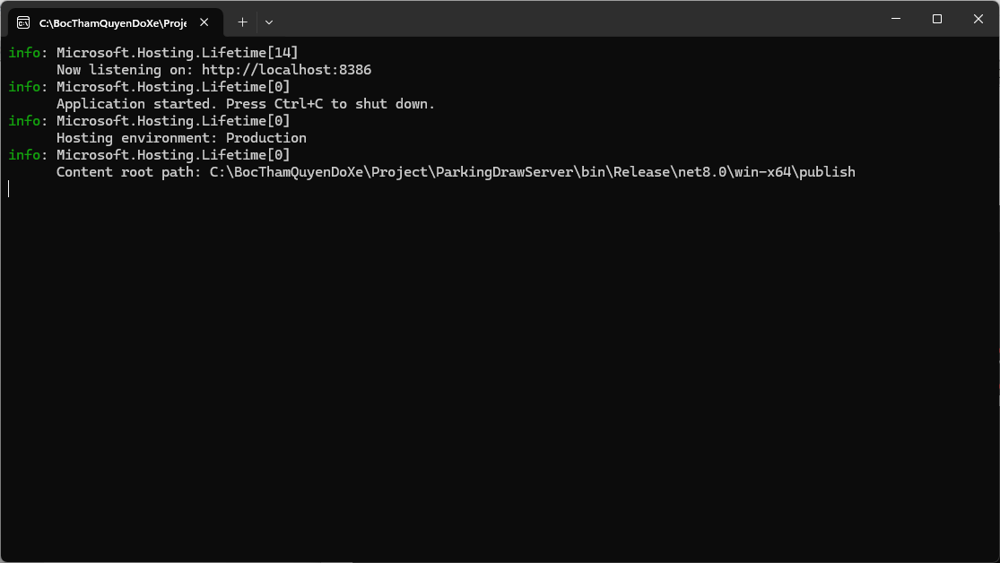 C:\BocThamQuyenDoXe\Proje
info: Microsoft.Hosting.Lifetime[14]
Now listening on: http://localhost:8386
info: Microsoft.Hosting.Lifetime[0]
Application started. Press Ctrl+C to shut down.
info: Microsoft.Hosting.Lifetime[0]
Hosting environment: Production
info: Microsoft.Hosting.Lifetime[0]
Content root path: C:\BocThamQuyenDoXe\Project\ParkingDrawServer\bin\Release\net8.0\win-x64\publish